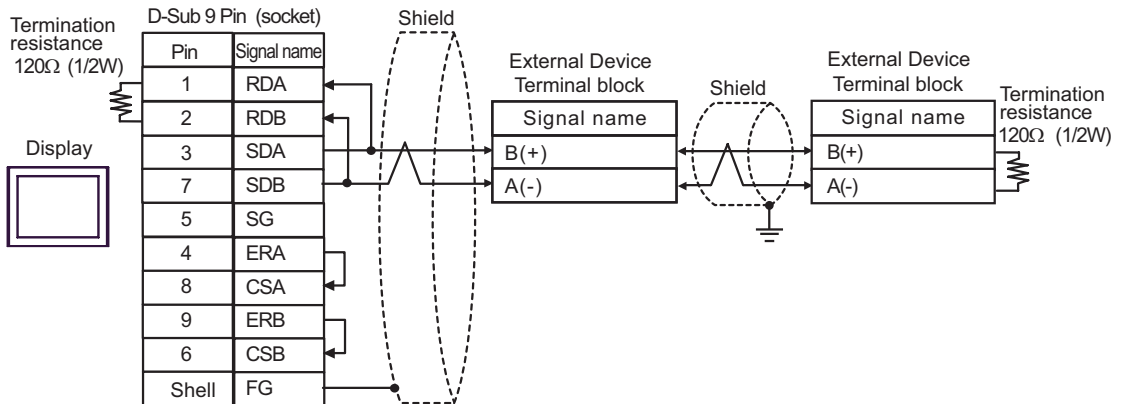 Termination
resistance
120Ω (1/2W)
Display
D-Sub 9 Pin (socket)
Pin Signal name
1 RDA
2 RDB
3 SDA
7 SDB
5 SG
4 ERA
8 CSA
9 ERB
6 CSB
Shell FG
Shield
External Device
Terminal block
Signal name
B(+)
A(-)
Shield
External Device
Terminal block
Signal name
B(+)
A(-)
Termination
resistance
120Ω (1/2W)